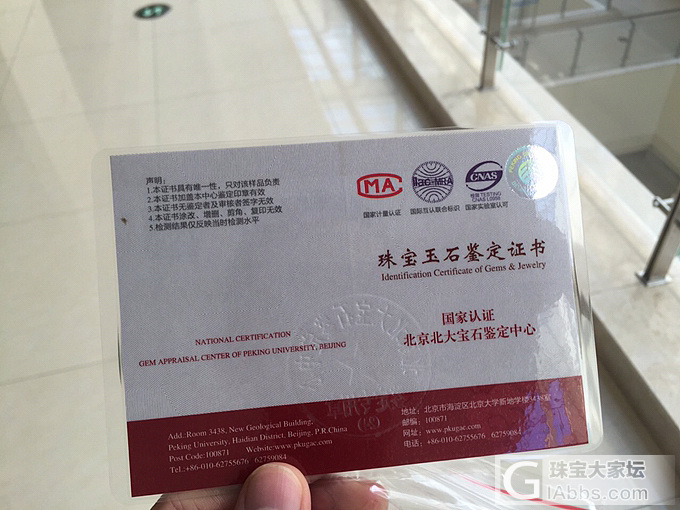 声明:
1.本证书具有唯一性，只对该样品负责
2.本证书加盖本中心鉴定印章有效
3.本证书无鉴定者及审核者签字无效
4.本证书涂改、增删、剪角、复印无效
5.检测结果仅反映当时检测水平
MA
国家计量认证
ilac-MRA
国际互认联合标识
CNAS
检测 TESTING
国家实验室认可
珠宝玉石鉴定证书
Identification Certificate of Gems & Jewelry
国家认证
北京北大宝石鉴定中心
NATIONAL CERTIFICATION
GEM APPRAISAL CENTER OF PEKING UNIVERSITY, BEIJING
Add.:Room 3438, New Geological Building,
Peking University, Haidian District, Beijing, P.R.China
Post Code:100871 Website:www.pkugac.com
Tel.:+86-010-62755676 62759084
地址: 北京市海淀区北京大学新地学楼3438室
邮编: 100871
网址: www.pkugac.com
电话: +86-010-62755676 62759084
珠宝大家坛
GIAbbs.com